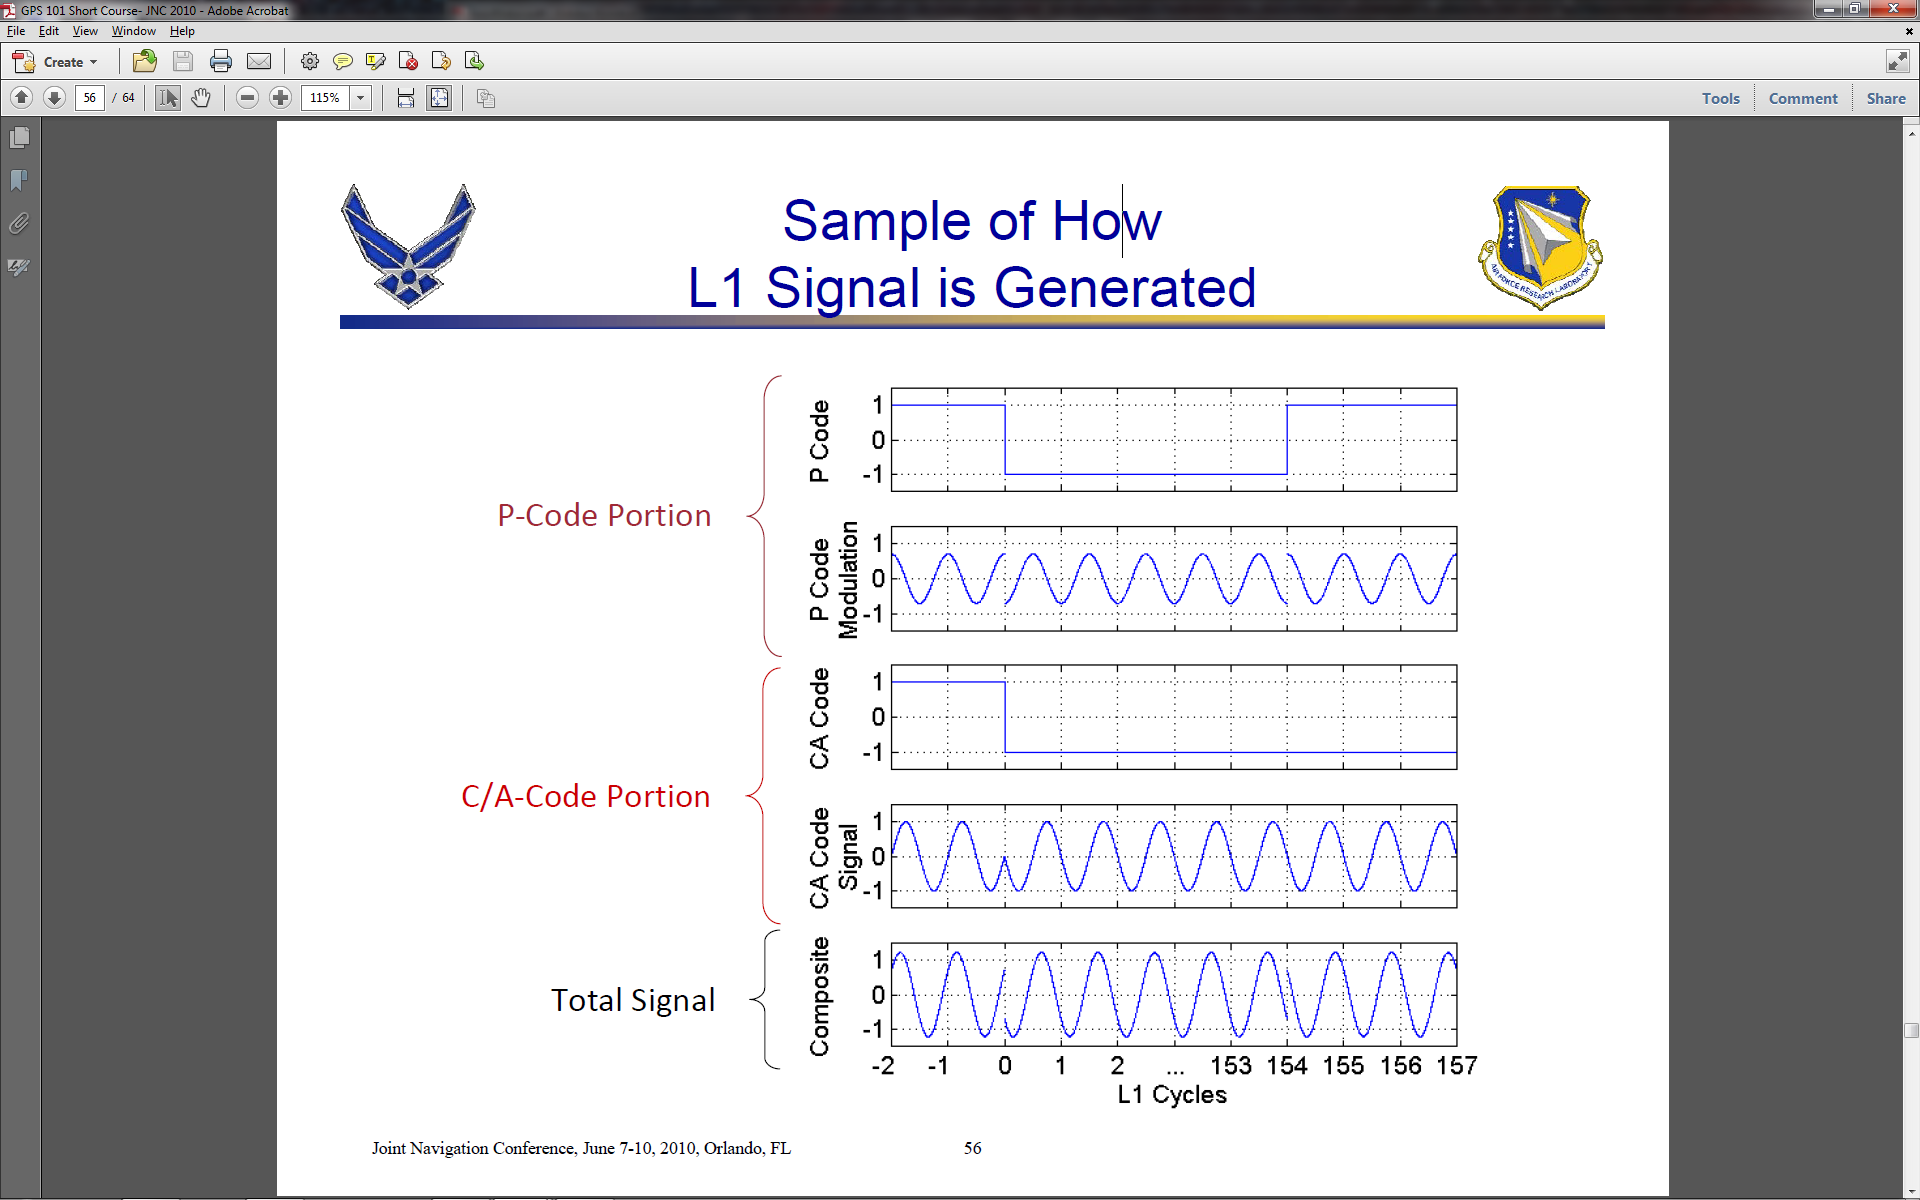 GPS 101 Short Course- JNC 2010 - Adobe Acrobat
File Edit View Window Help
Create
56 / 64
115%
Tools Comment Share
Sample of How
L1 Signal is Generated
AIR FORCE RESEARCH LABORATORY
P-Code Portion
P Code
1
0
-1
P Code
Modulation
1
0
-1
C/A-Code Portion
CA Code
1
0
-1
CA Code
Signal
1
0
-1
Total Signal
Composite
1
0
-1
-2 -1 0 1 2 ... 153 154 155 156 157
L1 Cycles
Joint Navigation Conference, June 7-10, 2010, Orlando, FL 56